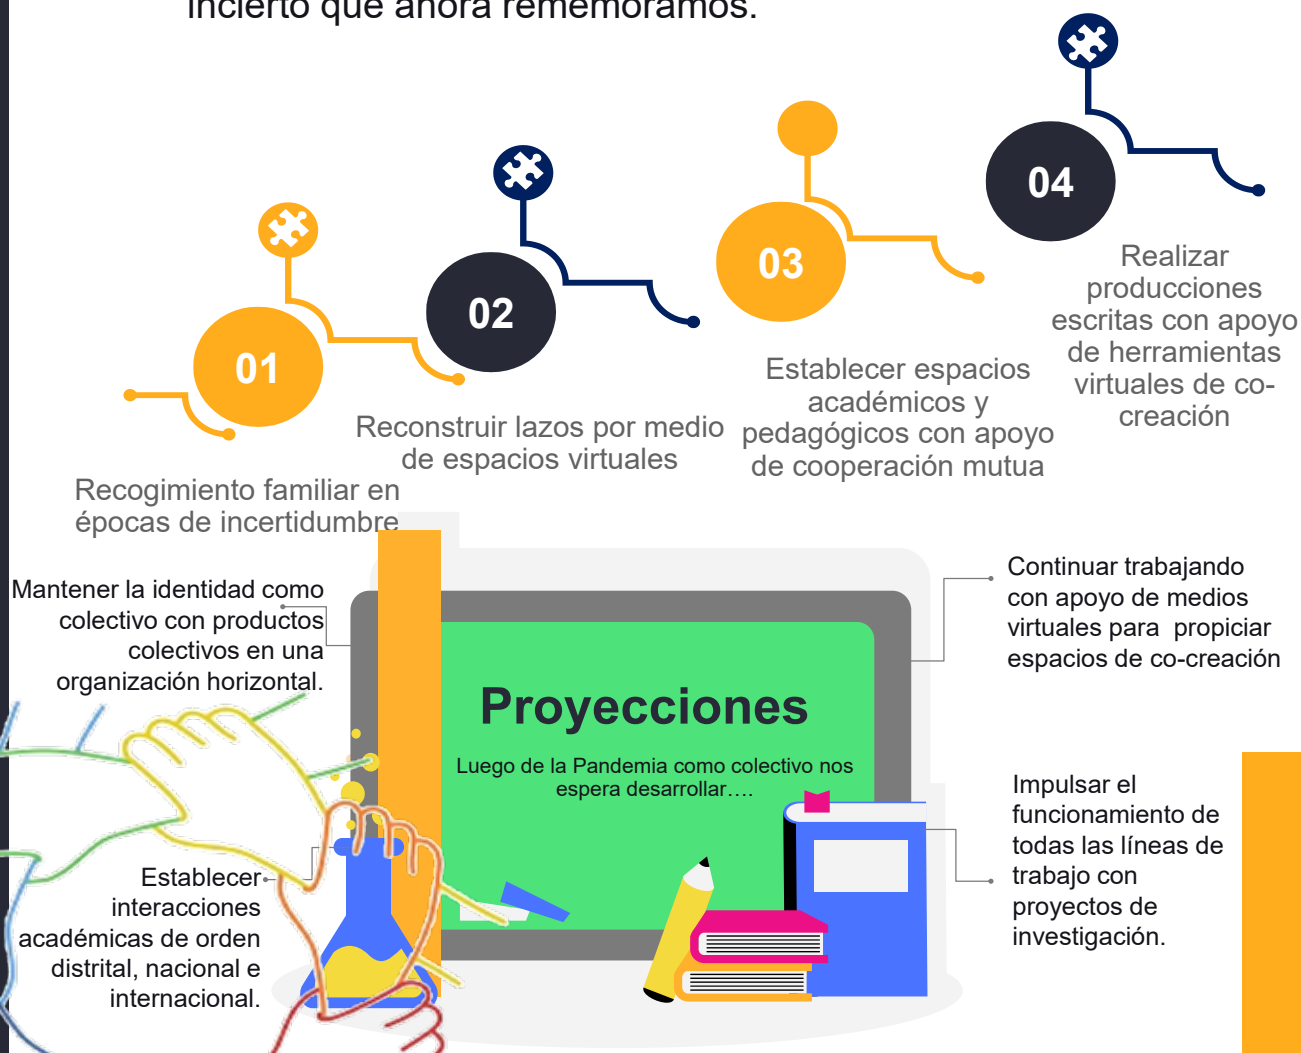 incierto que ahora rememoramos.
01
Recogimiento familiar en
épocas de incertidumbre
02
Reconstruir lazos por medio
de espacios virtuales
03
Establecer espacios
académicos y
pedagógicos con apoyo
de cooperación mutua
04
Realizar
producciones
escritas con apoyo
de herramientas
virtuales de co-
creación
Mantener la identidad como
colectivo con productos
colectivos en una
organización horizontal.
Establecer
interacciones
académicas de orden
distrital, nacional e
internacional.
Proyecciones
Luego de la Pandemia como colectivo nos
espera desarrollar….
Continuar trabajando
con apoyo de medios
virtuales para  propiciar
espacios de co-creación
Impulsar el
funcionamiento de
todas las líneas de
trabajo con
proyectos de
investigación.